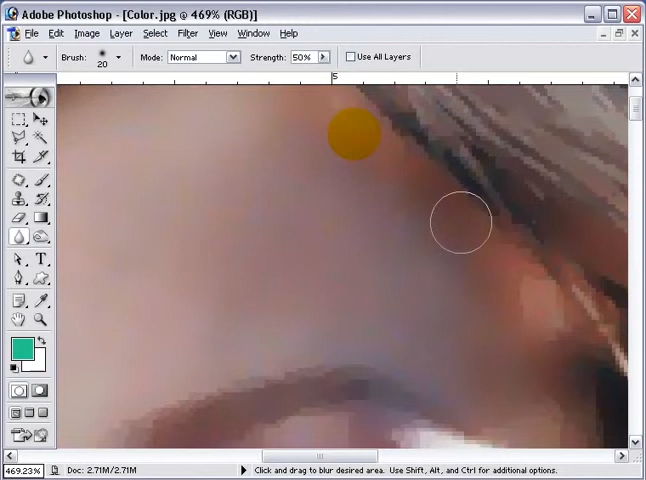 Adobe Photoshop - [Color.jpg @ 469% (RGB)]
File Edit Image Layer Select Filter View Window Help
Brush: 20 Mode: Normal Strength: 50% Use All Layers
5
T
469.23% Doc: 2.71M/2.71M Click and drag to blur desired area. Use Shift, Alt, and Ctrl for additional options.